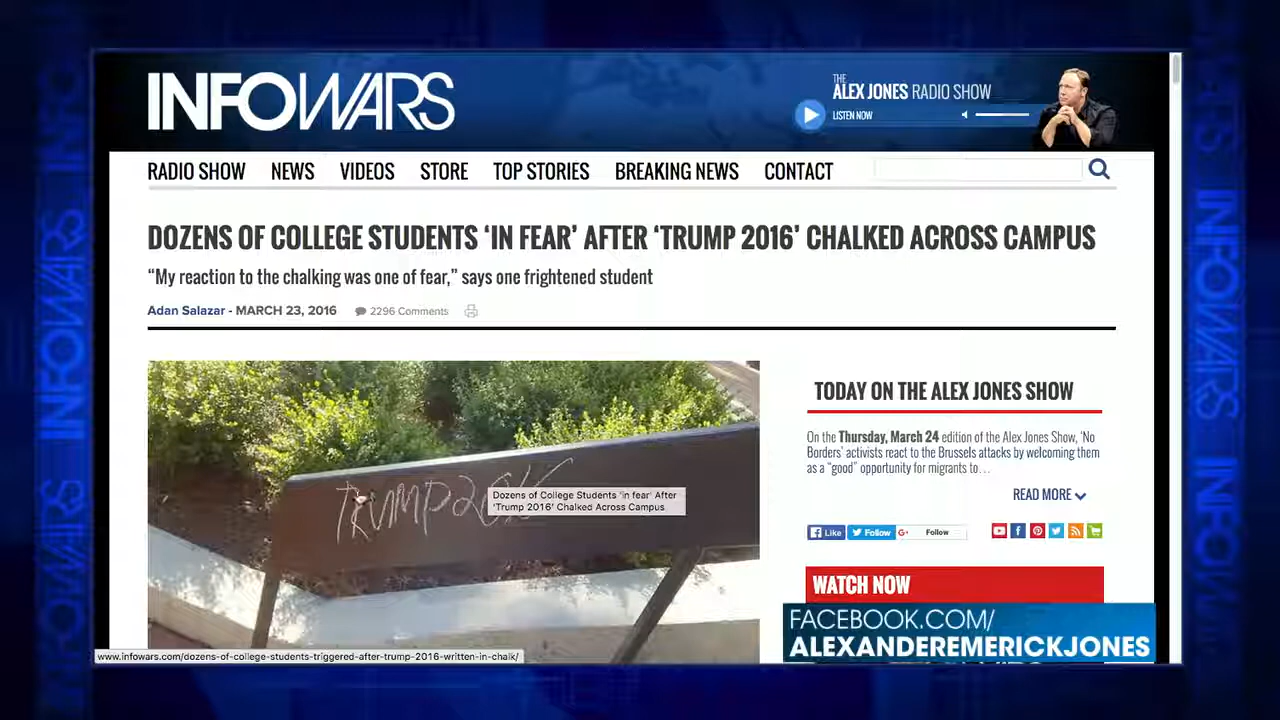 INFOWARS
THE
ALEX JONES RADIO SHOW
LISTEN NOW
RADIO SHOW NEWS VIDEOS STORE TOP STORIES BREAKING NEWS CONTACT
DOZENS OF COLLEGE STUDENTS ‘IN FEAR’ AFTER ‘TRUMP 2016’ CHALKED ACROSS CAMPUS
“My reaction to the chalking was one of fear,” says one frightened student
Adan Salazar - MARCH 23, 2016 2296 Comments
TRUMP
Dozens of College Students 'in fear' After
'Trump 2016' Chalked Across Campus
TODAY ON THE ALEX JONES SHOW
On the Thursday, March 24 edition of the Alex Jones Show, 'No
Borders' activists react to the Brussels attacks by welcoming them
as a "good" opportunity for migrants to…
READ MORE
Like Follow Follow
WATCH NOW
FACEBOOK.COM/
ALEXANDEREMERICKJONES
www.infowars.com/dozens-of-college-students-triggered-after-trump-2016-written-in-chalk/
INFOWARS
INFOWARS